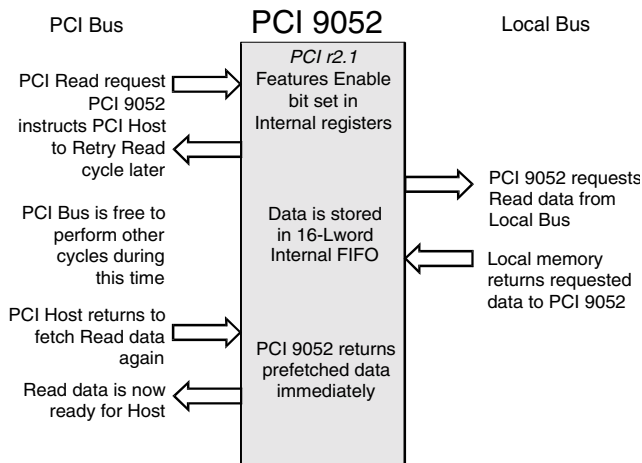 PCI Bus
PCI 9052
Local Bus
PCI r2.1
Features Enable
bit set in
Internal registers
PCI Read request
PCI 9052
instructs PCI Host
to Retry Read
cycle later
PCI 9052 requests
Read data from
Local Bus
PCI Bus is free to
perform other
cycles during
this time
Data is stored
in 16-Lword
Internal FIFO
Local memory
returns requested
data to PCI 9052
PCI Host returns to
fetch Read data
again
PCI 9052 returns
prefetched data
immediately
Read data is now
ready for Host